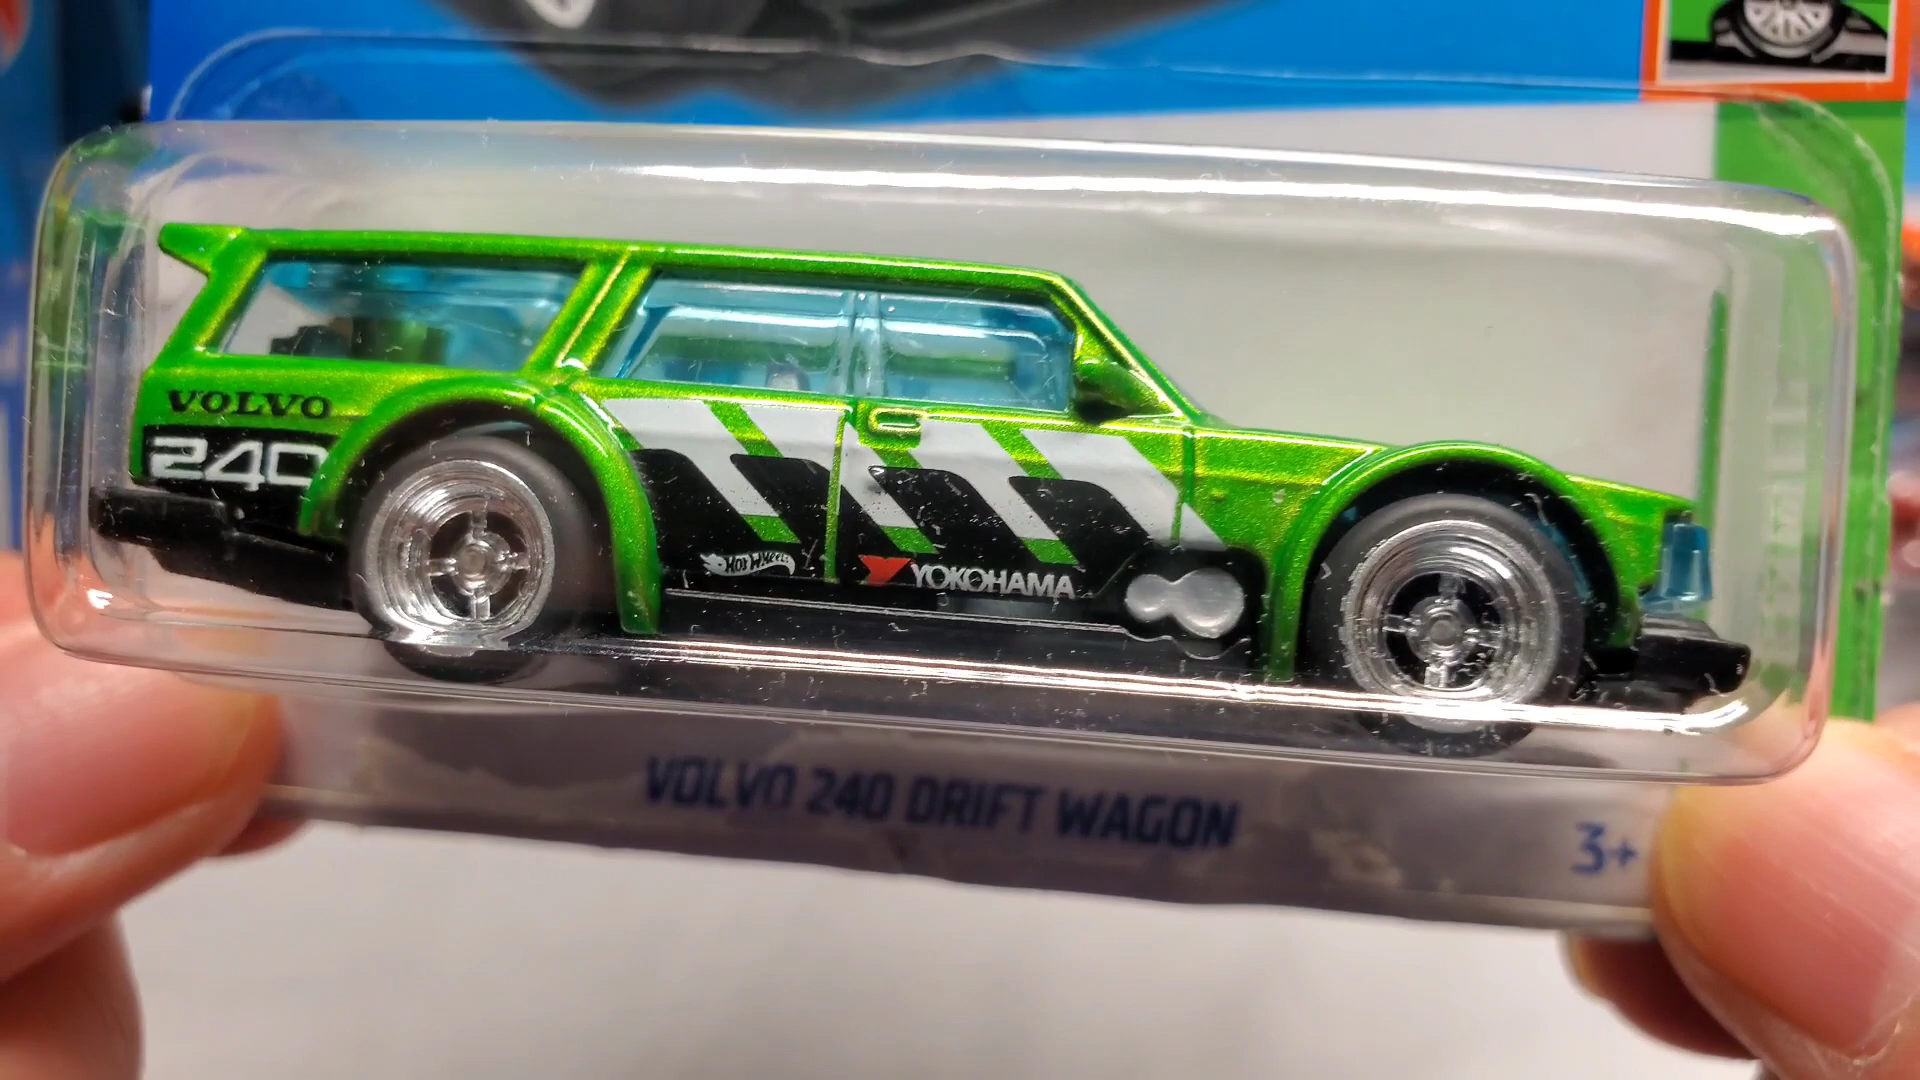 VOLVO
240
HOT WHEELS
YOKOHAMA
VOLVO 240 DRIFT WAGON
3+